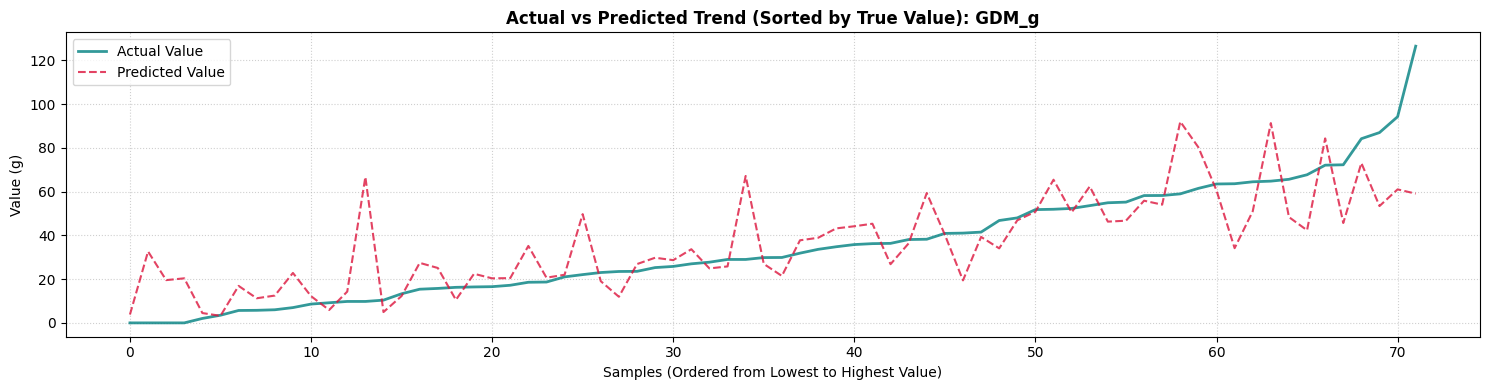 Actual vs Predicted Trend (Sorted by True Value): GDM_g
Actual Value
Predicted Value
Value (g)
120
100
80
60
40
20
0
0 10 20 30 40 50 60 70
Samples (Ordered from Lowest to Highest Value)